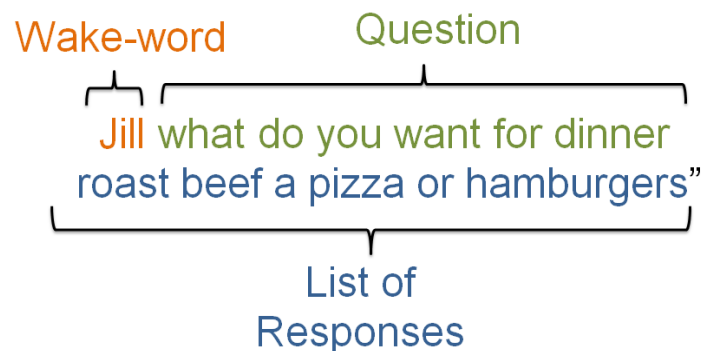 Wake-word
Question
Jill what do you want for dinner
roast beef a pizza or hamburgers”
List of
Responses